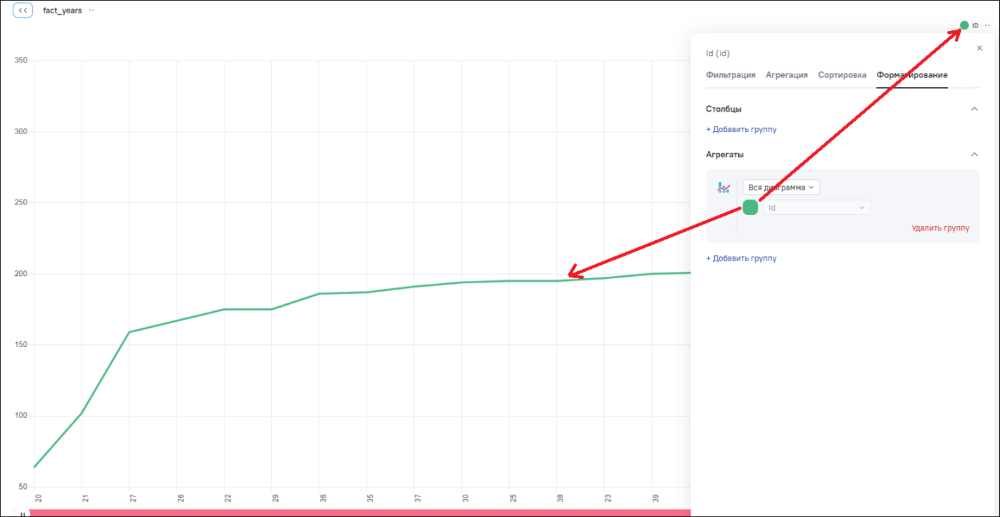 << fact_years ··
ID ··
Id (id)
Фильтрация Агрегация Сортировка Форматирование
Столбцы
+ Добавить группу
Агрегаты
Вся диаграмма
Id
Удалить группу
+ Добавить группу
350
300
250
200
150
100
50
20 21 27 26 22 29 36 35 37 30 25 38 23 39